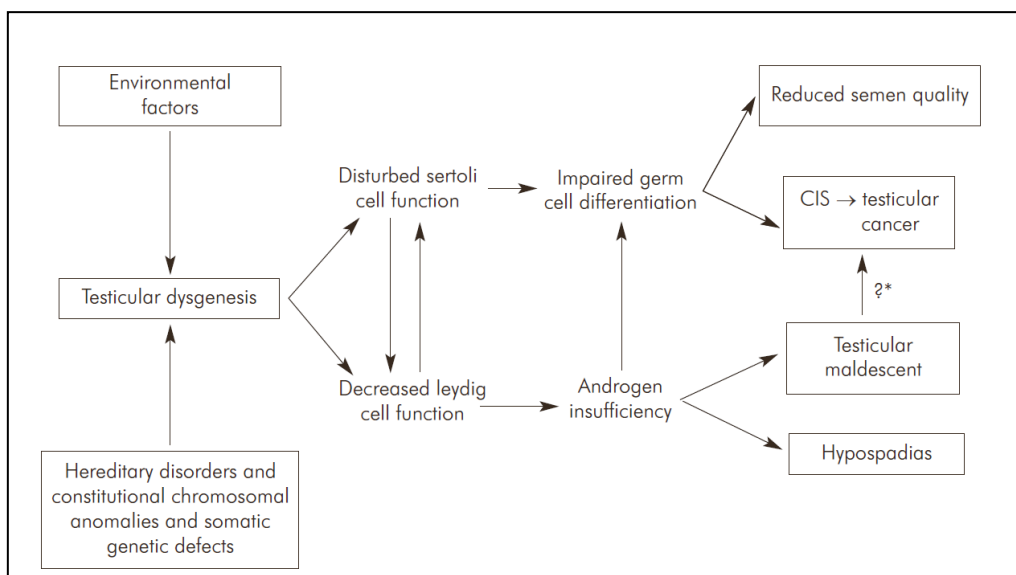 Environmental
factors
Reduced semen quality
Disturbed sertoli
cell function
Impaired germ
cell differentiation
CIS → testicular
cancer
Testicular dysgenesis
?*
Decreased leydig
cell function
Androgen
insufficiency
Testicular
maldescent
Hypospadias
Hereditary disorders and
constitutional chromosomal
anomalies and somatic
genetic defects